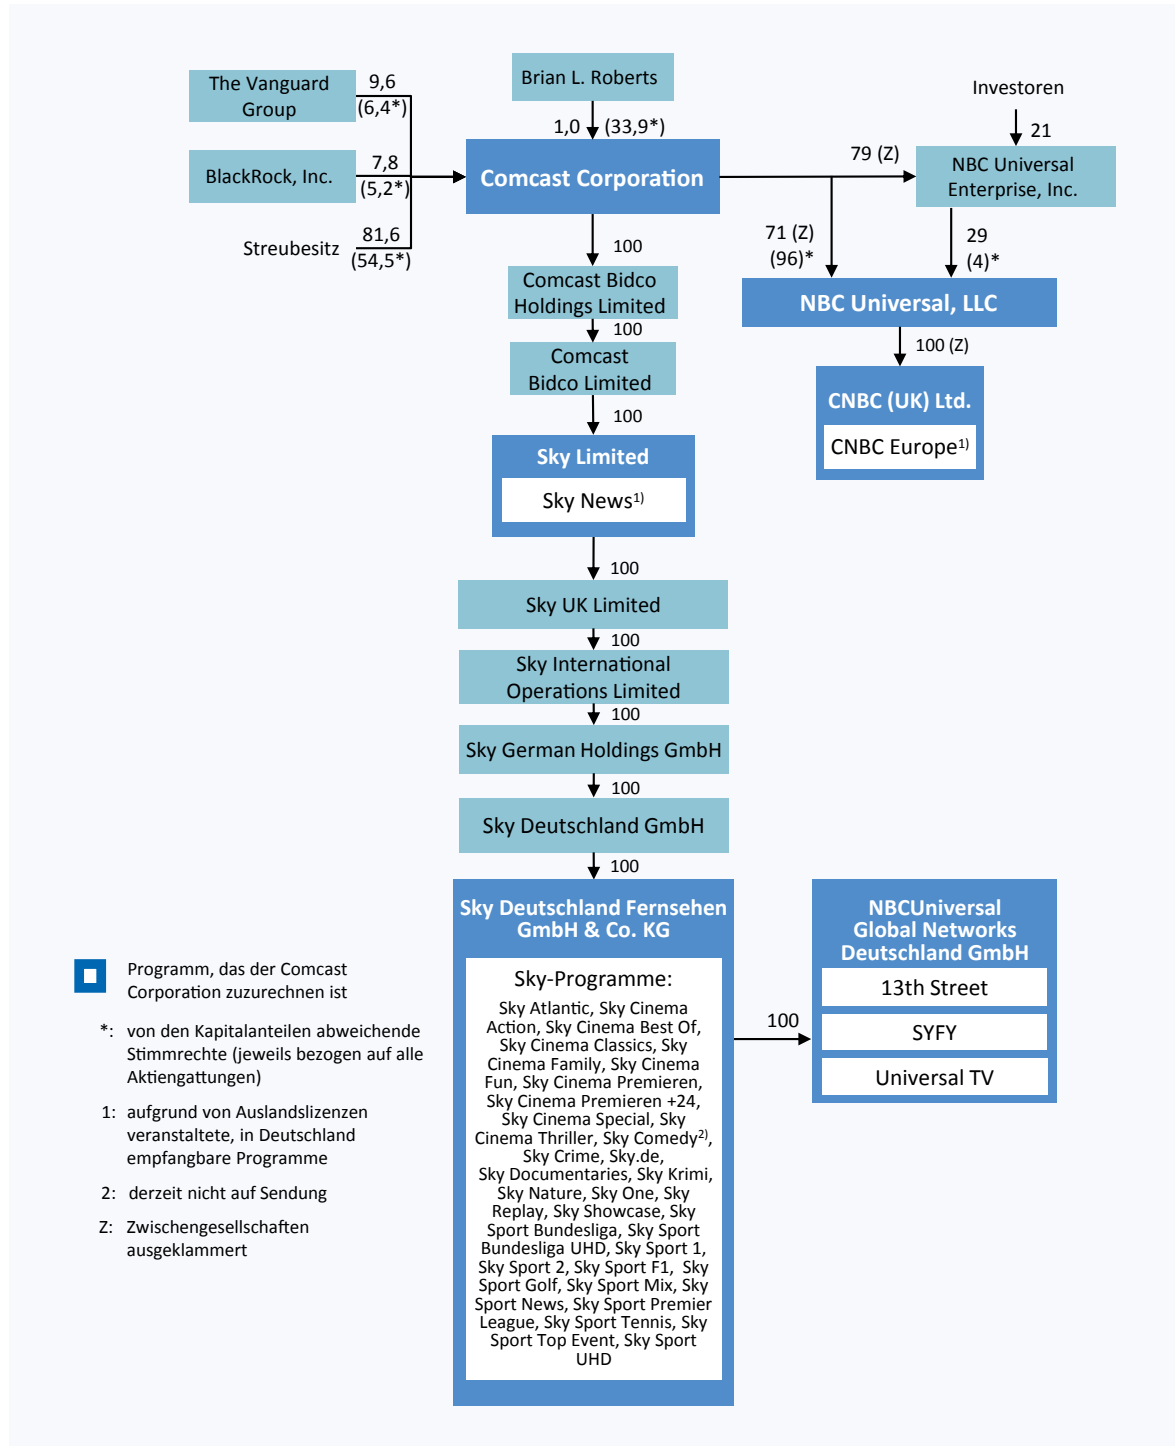 The Vanguard
Group
9,6
(6,4*)
BlackRock, Inc.
7,8
(5,2*)
Streubesitz
81,6
(54,5*)
Brian L. Roberts
1,0
(33,9*)
Comcast Corporation
79 (Z)
Investoren
21
NBC Universal
Enterprise, Inc.
71 (Z)
(96)*
29
(4)*
NBC Universal, LLC
100 (Z)
CNBC (UK) Ltd.
CNBC Europe1)
100
Comcast Bidco
Holdings Limited
100
Comcast
Bidco Limited
100
Sky Limited
Sky News1)
100
Sky UK Limited
100
Sky International
Operations Limited
100
Sky German Holdings GmbH
100
Sky Deutschland GmbH
100
Sky Deutschland Fernsehen
GmbH & Co. KG
Sky-Programme:
Sky Atlantic, Sky Cinema
Action, Sky Cinema Best Of,
Sky Cinema Classics, Sky
Cinema Family, Sky Cinema
Fun, Sky Cinema Premieren,
Sky Cinema Premieren +24,
Sky Cinema Special, Sky
Cinema Thriller, Sky Comedy2),
Sky Crime, Sky.de,
Sky Documentaries, Sky Krimi,
Sky Nature, Sky One, Sky
Replay, Sky Showcase, Sky
Sport Bundesliga, Sky Sport
Bundesliga UHD, Sky Sport 1,
Sky Sport 2, Sky Sport F1, Sky
Sport Golf, Sky Sport Mix, Sky
Sport News, Sky Sport Premier
League, Sky Sport Tennis, Sky
Sport Top Event, Sky Sport
UHD
100
NBCUniversal
Global Networks
Deutschland GmbH
13th Street
SYFY
Universal TV
Programm, das der Comcast
Corporation zuzurechnen ist
*: von den Kapitalanteilen abweichende
Stimmrechte (jeweils bezogen auf alle
Aktiengattungen)
1: aufgrund von Auslandslizenzen
veranstaltete, in Deutschland
empfangbare Programme
2: derzeit nicht auf Sendung
Z: Zwischengesellschaften
ausgeklammert